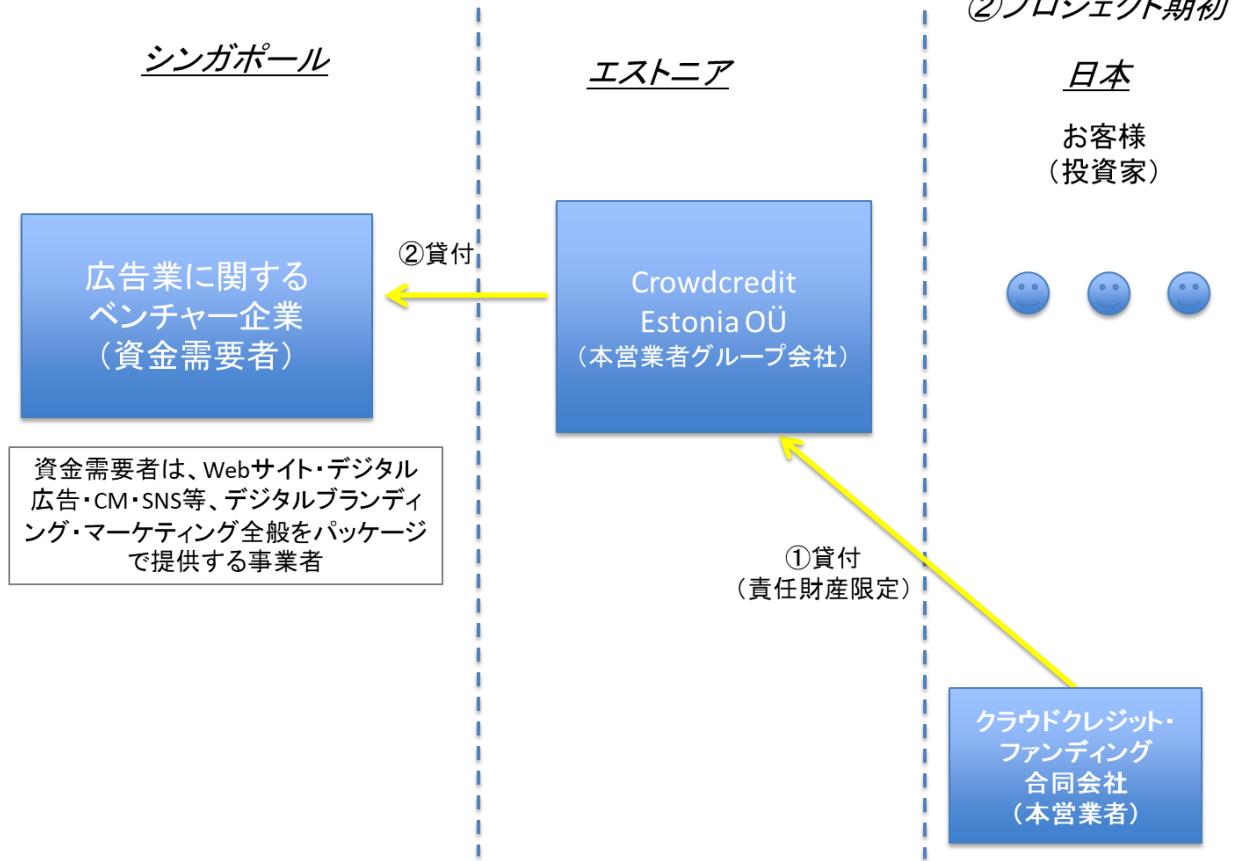 ②プロジェクト期初
シンガポール
エストニア
日本
お客様
（投資家）
広告業に関する
ベンチャー企業
（資金需要者）
②貸付
Crowdcredit
Estonia OÜ
（本営業者グループ会社）
資金需要者は、Webサイト・デジタル
広告・CM・SNS等、デジタルブランディ
ング・マーケティング全般をパッケージ
で提供する事業者
①貸付
（責任財産限定）
クラウドクレジット・
ファンディング
合同会社
（本営業者）